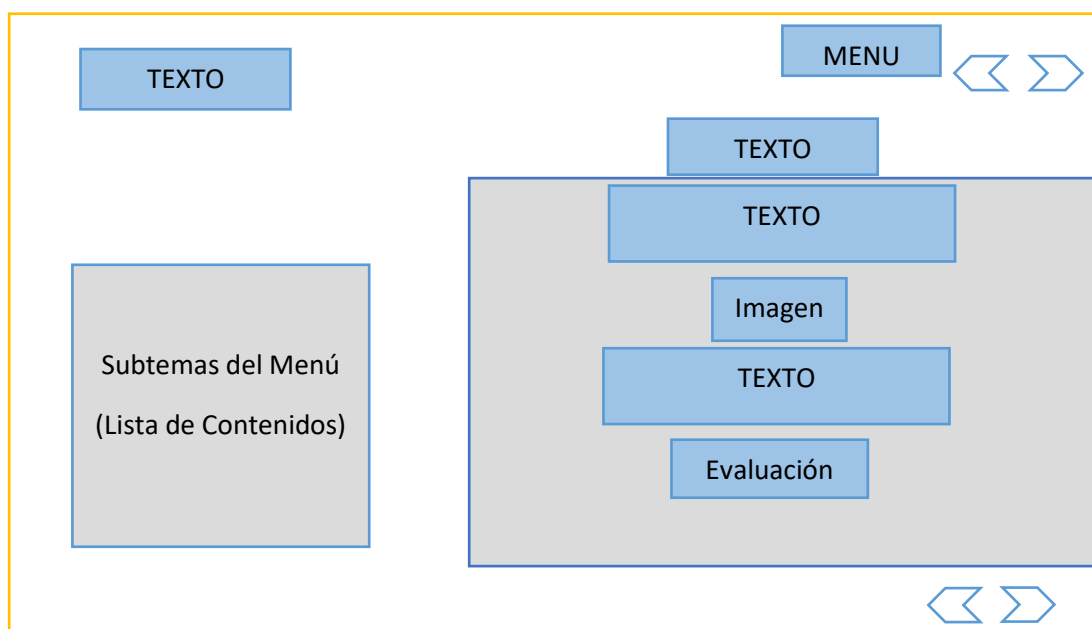 TEXTO
MENU
TEXTO
TEXTO
Imagen
TEXTO
Evaluación
Subtemas del Menú
(Lista de Contenidos)